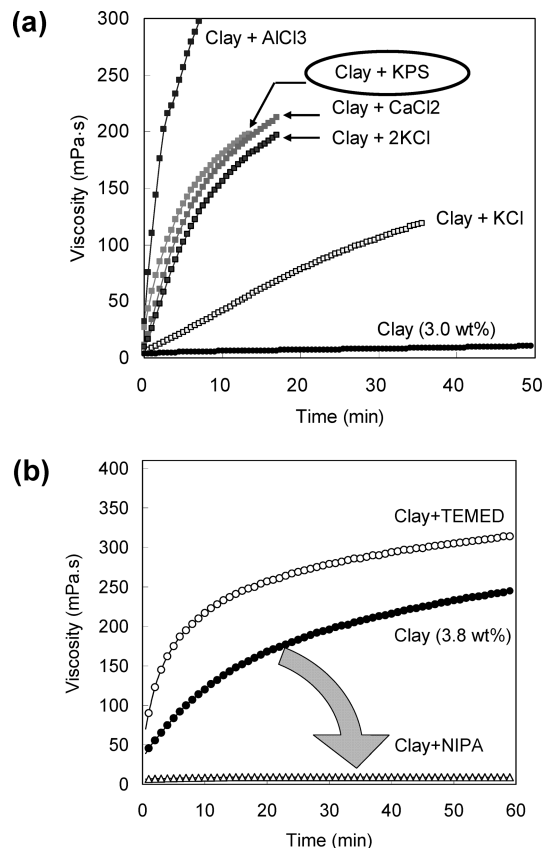 (a)
300
250
200
150
100
50
0
Viscosity (mPa·s)
Clay + AlCl3
Clay + KPS
Clay + CaCl2
Clay + 2KCl
Clay + KCl
Clay (3.0 wt%)
0 10 20 30 40 50
Time (min)
(b)
400
350
300
250
200
150
100
50
0
Viscosity (mPa.s)
Clay+TEMED
Clay (3.8 wt%)
Clay+NIPA
0 10 20 30 40 50 60
Time (min)